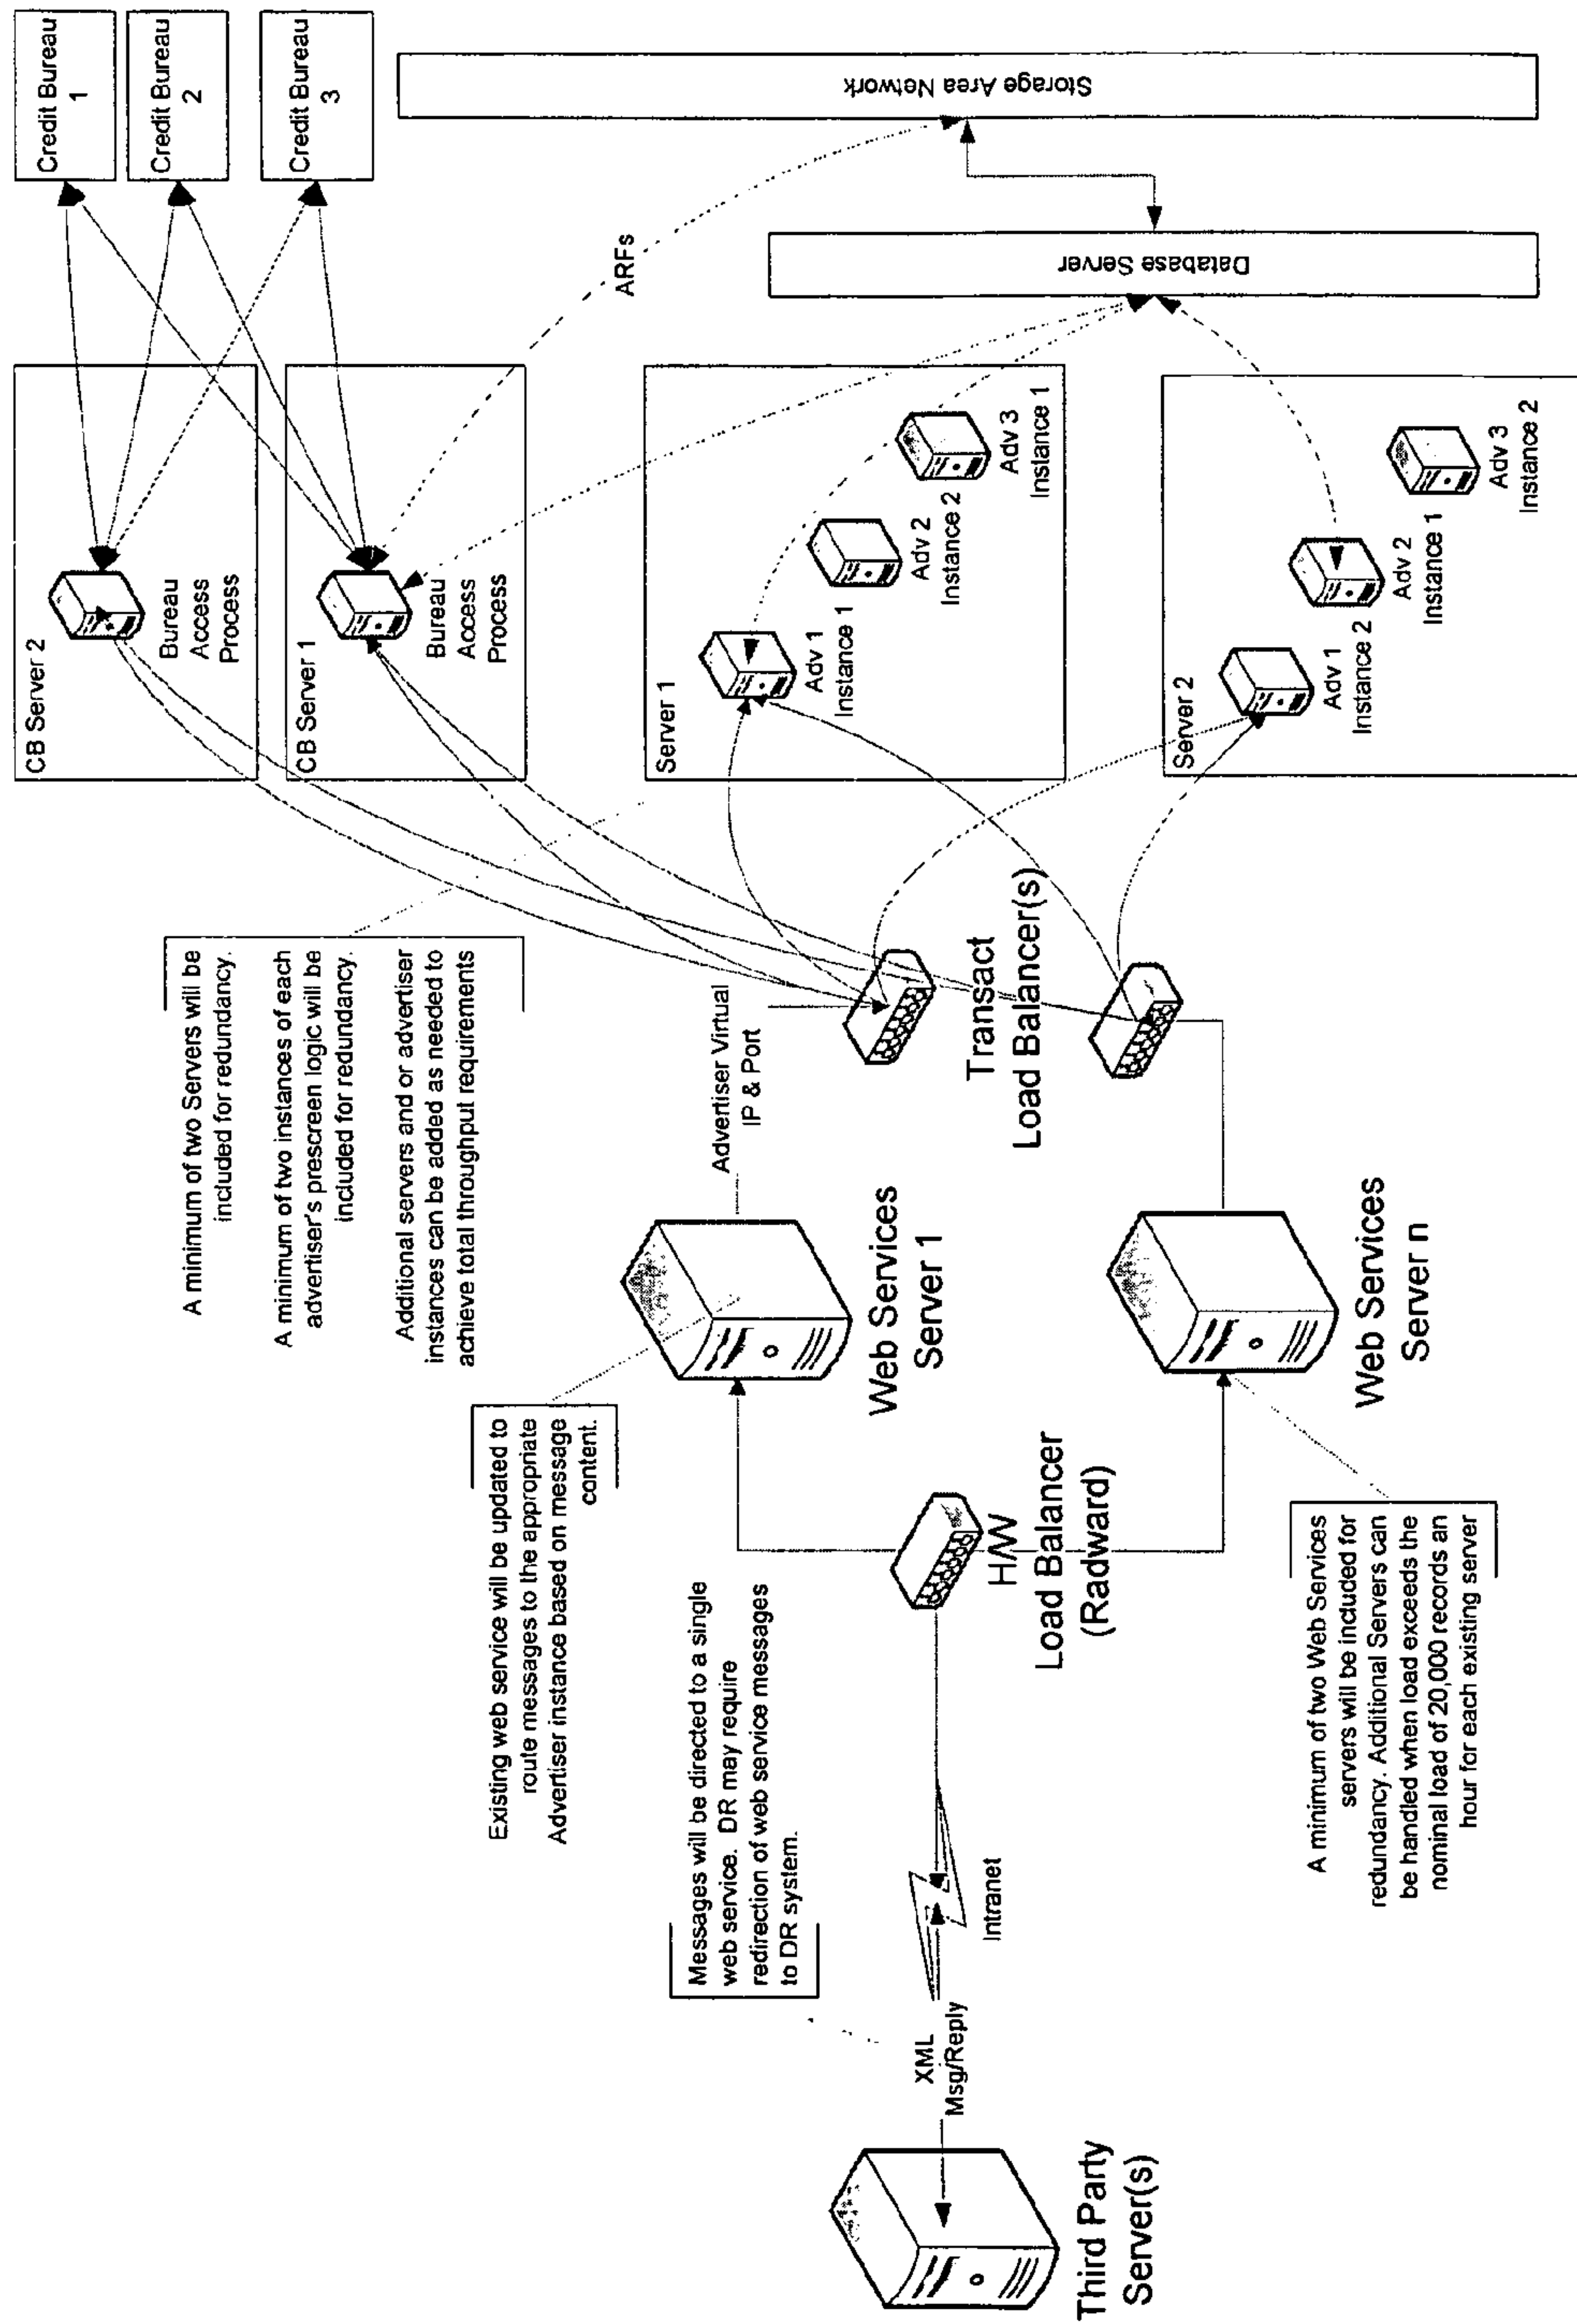 CB Server 2
Bureau
Access
Process
Credit Bureau
1
Credit Bureau
2
Credit Bureau
3
CB Server 1
Bureau
Access
Process
ARFs
Storage Area Network
Database Server
A minimum of two Servers will be
included for redundancy.
A minimum of two instances of each
advertiser's prescreen logic will be
included for redundancy.
Additional servers and or advertiser
instances can be added as needed to
achieve total throughput requirements
Existing web service will be updated to
route messages to the appropriate
Advertiser instance based on message
content.
Messages will be directed to a single
web service. DR may require
redirection of web service messages
to DR system.
Advertiser Virtual
IP & Port
Server 1
Adv 1
Instance 1
Adv 2
Instance 2
Adv 3
Instance 1
Server 2
Adv 1
Instance 2
Adv 2
Instance 1
Adv 3
Instance 2
Web Services
Server 1
Transact
Load Balancer(s)
Third Party
Server(s)
XML
Msg/Reply
Intranet
H/W
Load Balancer
(Radward)
Web Services
Server n
A minimum of two Web Services
servers will be included for
redundancy. Additional Servers can
be handled when load exceeds the
nominal load of 20,000 records an
hour for each existing server